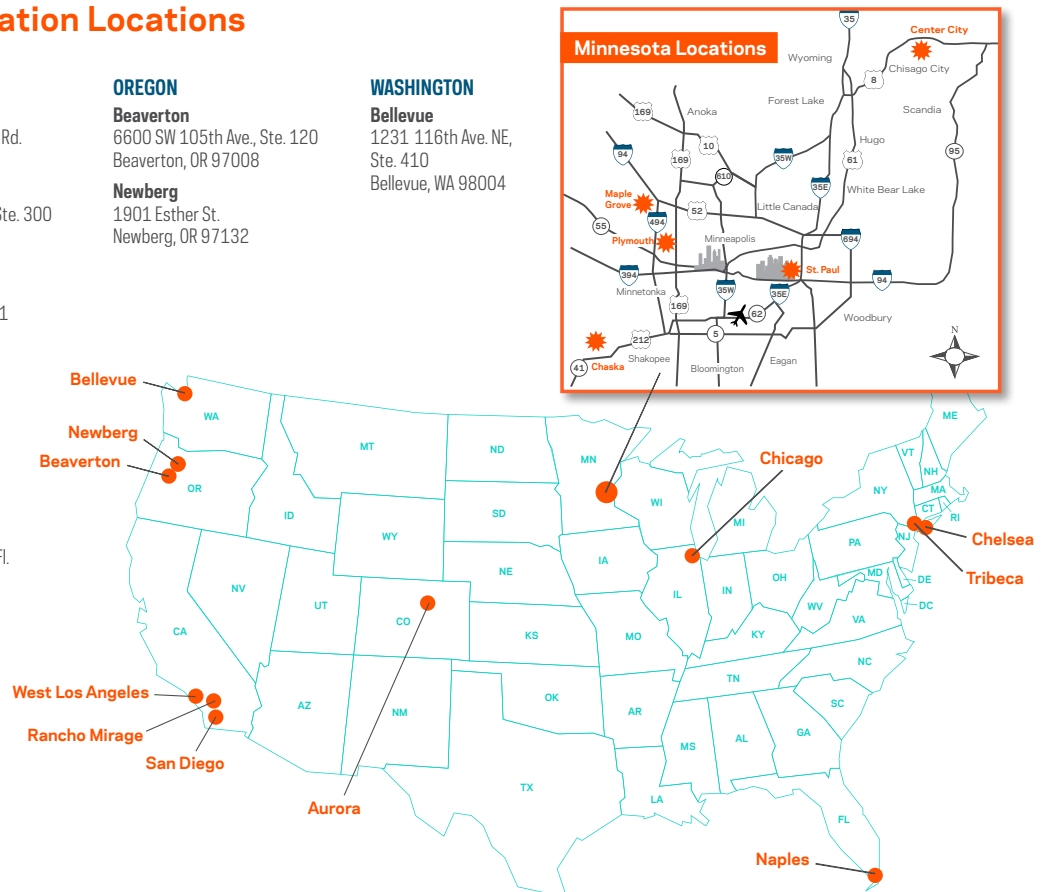 ation Locations
Rd.
Ste. 300
1
Fl.
OREGON
Beaverton
6600 SW 105th Ave., Ste. 120
Beaverton, OR 97008
Newberg
1901 Esther St.
Newberg, OR 97132
WASHINGTON
Bellevue
1231 116th Ave. NE,
Ste. 410
Bellevue, WA 98004
Minnesota Locations
35
Center City
Wyoming
Chisago City
8
Forest Lake
Scandia
169
Anoka
10
Hugo
94
169
35W
61
95
610
35E
White Bear Lake
Maple
Grove
52
Little Canada
494
55
Plymouth
Minneapolis
694
394
St. Paul
94
Minnetonka
35W
35E
169
62
Woodbury
212
5
Shakopee
Eagan
41
Chaska
Bloomington
N
Bellevue
WA
Newberg
Beaverton
OR
MT
ID
ND
MN
SD
WY
WI
MI
Chicago
ME
VT
NH
NY
MA
CT
RI
Chelsea
NJ
PA
Tribeca
IA
NE
NV
UT
CO
IL
IN
OH
MD
DE
DC
WV
VA
CA
KS
MO
KY
NC
West Los Angeles
Rancho Mirage
San Diego
AZ
NM
OK
AR
TN
SC
MS
AL
GA
Aurora
TX
LA
FL
Naples